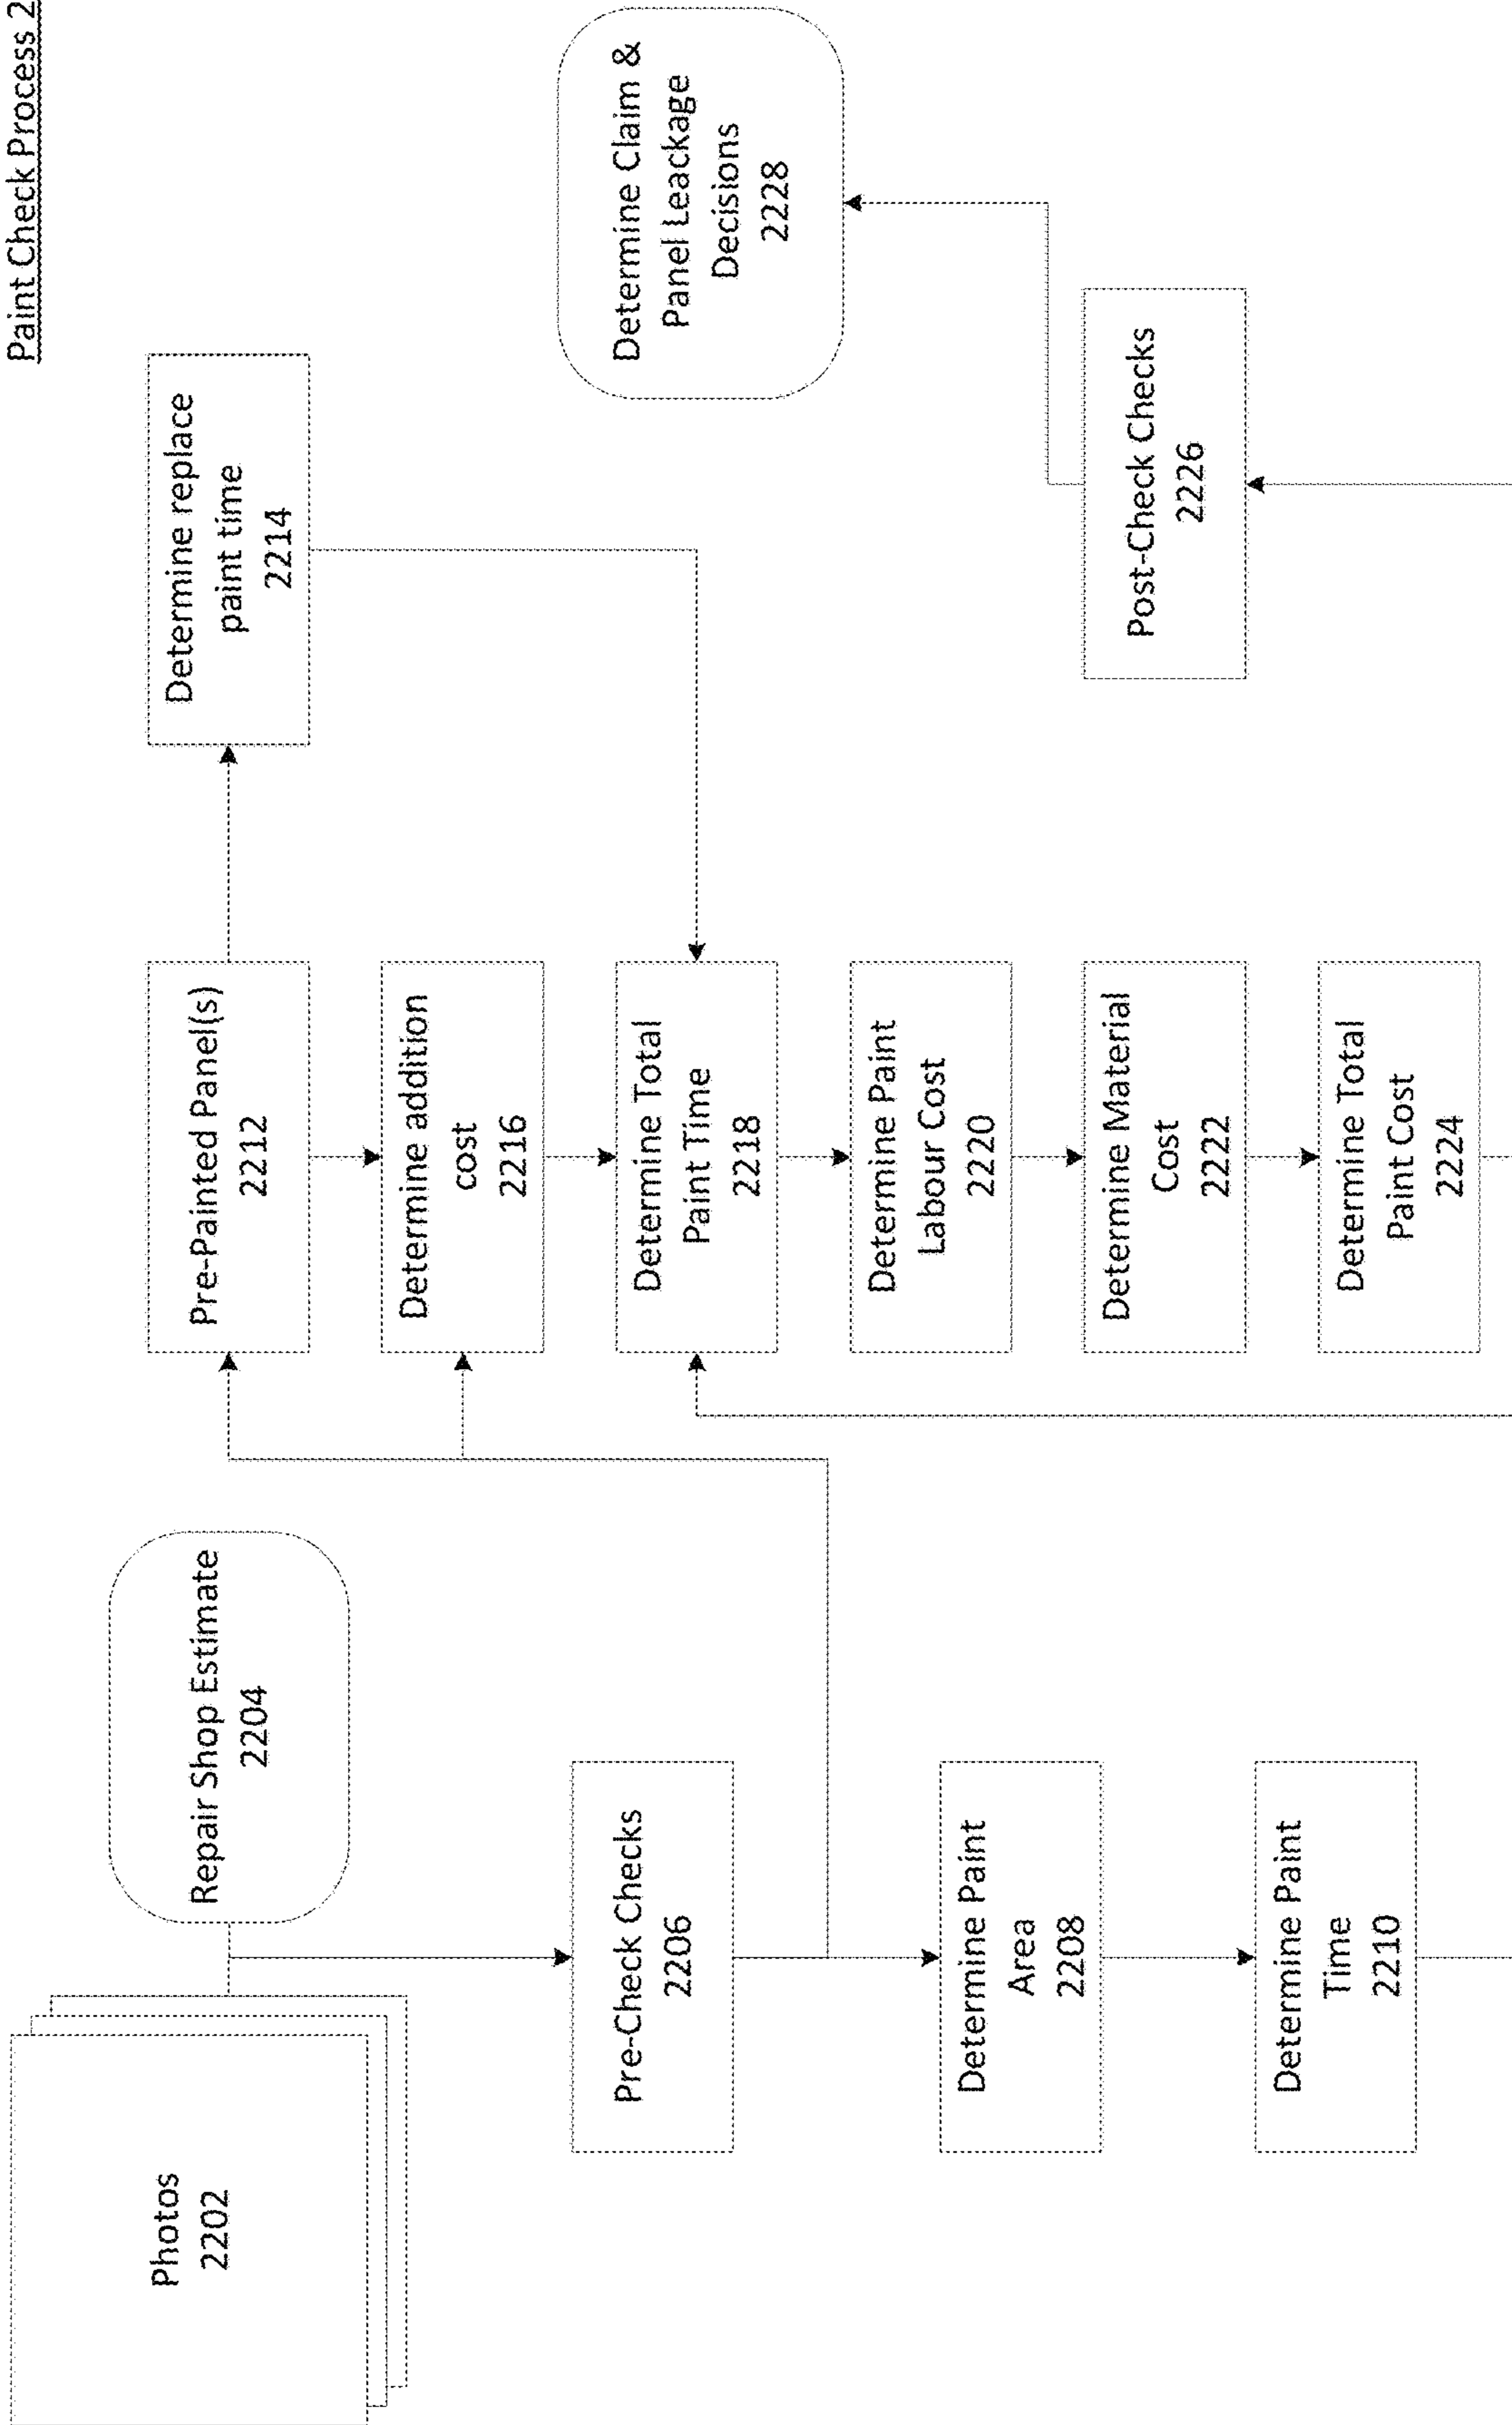 Paint Check Process 2
Photos
2202
Repair Shop Estimate
2204
Pre-Check Checks
2206
Determine Paint
Area
2208
Determine Paint
Time
2210
Pre-Painted Panel(s)
2212
Determine replace
paint time
2214
Determine addition
cost
2216
Determine Total
Paint Time
2218
Determine Paint
Labour Cost
2220
Determine Material
Cost
2222
Determine Total
Paint Cost
2224
Post-Check Checks
2226
Determine Claim &
Panel Leackage
Decisions
2228